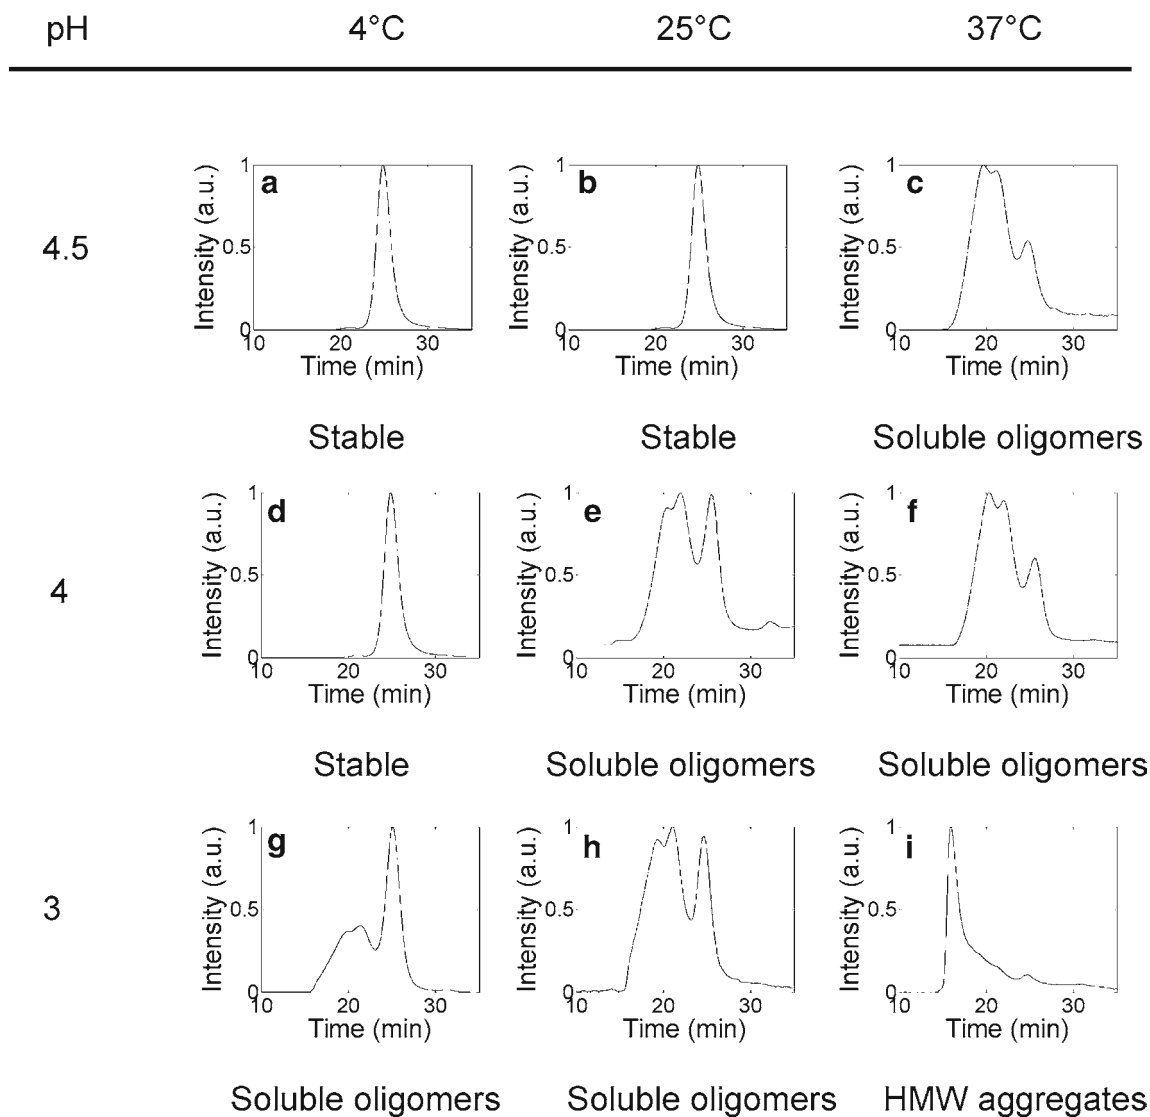 pH 4°C 25°C 37°C
a b c
1 1 1
Intensity (a.u.) Intensity (a.u.) Intensity (a.u.)
4.5
0.5 0.5 0.5
0 0 0
10 20 30 10 20 30 10 20 30
Time (min) Time (min) Time (min)
Stable Stable Soluble oligomers
d e f
1 1 1
Intensity (a.u.) Intensity (a.u.) Intensity (a.u.)
4
0.5 0.5 0.5
0 0 0
10 20 30 10 20 30 10 20 30
Time (min) Time (min) Time (min)
Stable Soluble oligomers Soluble oligomers
g h i
1 1 1
Intensity (a.u.) Intensity (a.u.) Intensity (a.u.)
3
0.5 0.5 0.5
0 0 0
10 20 30 10 20 30 10 20 30
Time (min) Time (min) Time (min)
Soluble oligomers Soluble oligomers HMW aggregates